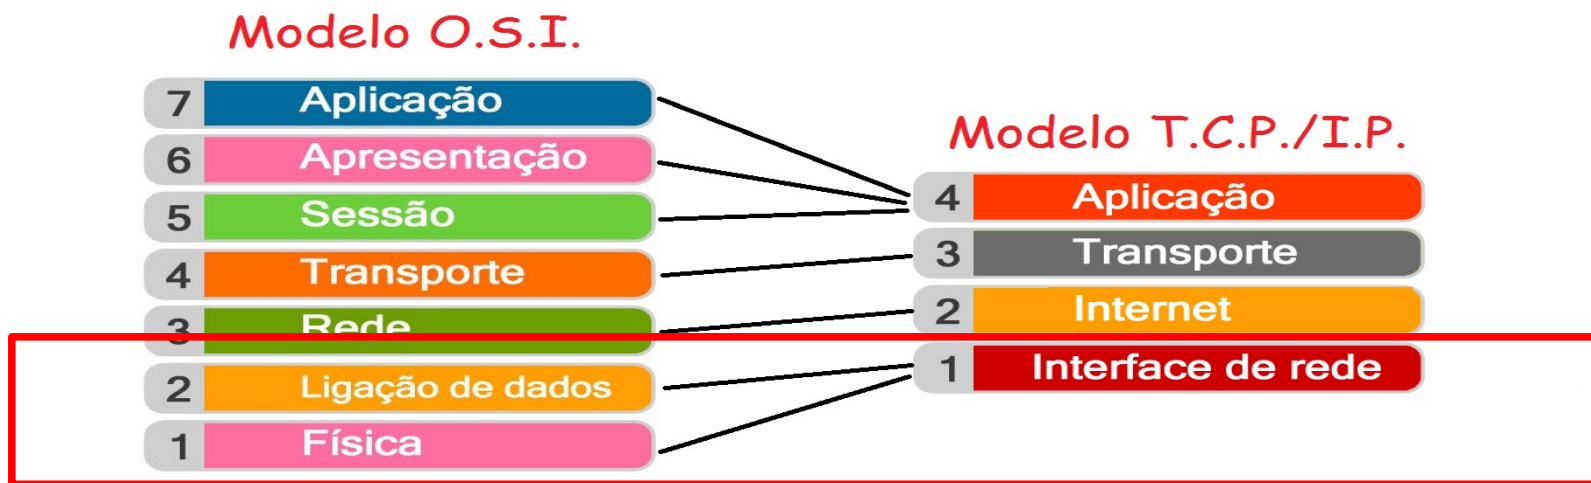 Modelo O.S.I.
7 Aplicação
6 Apresentação
5 Sessão
4 Transporte
3 Rede
2 Ligação de dados
1 Física
Modelo T.C.P./I.P.
4 Aplicação
3 Transporte
2 Internet
1 Interface de rede